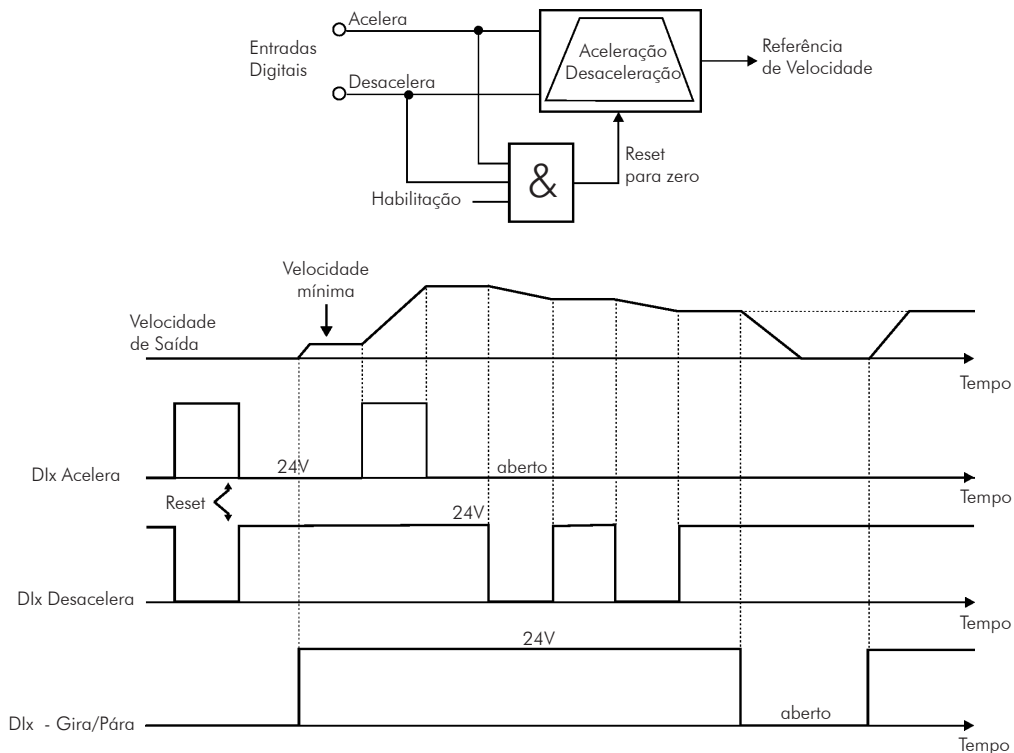 Entradas
Digitais
Acelera
Desacelera
Aceleração
Desaceleração
Referência
de Velocidade
Habilitação
&
Reset
para zero
Velocidade
mínima
Velocidade
de Saída
Tempo
DIx Acelera
24V
aberto
Tempo
Reset
24V
DIx Desacelera
Tempo
24V
DIx - Gira/Pára
aberto
Tempo